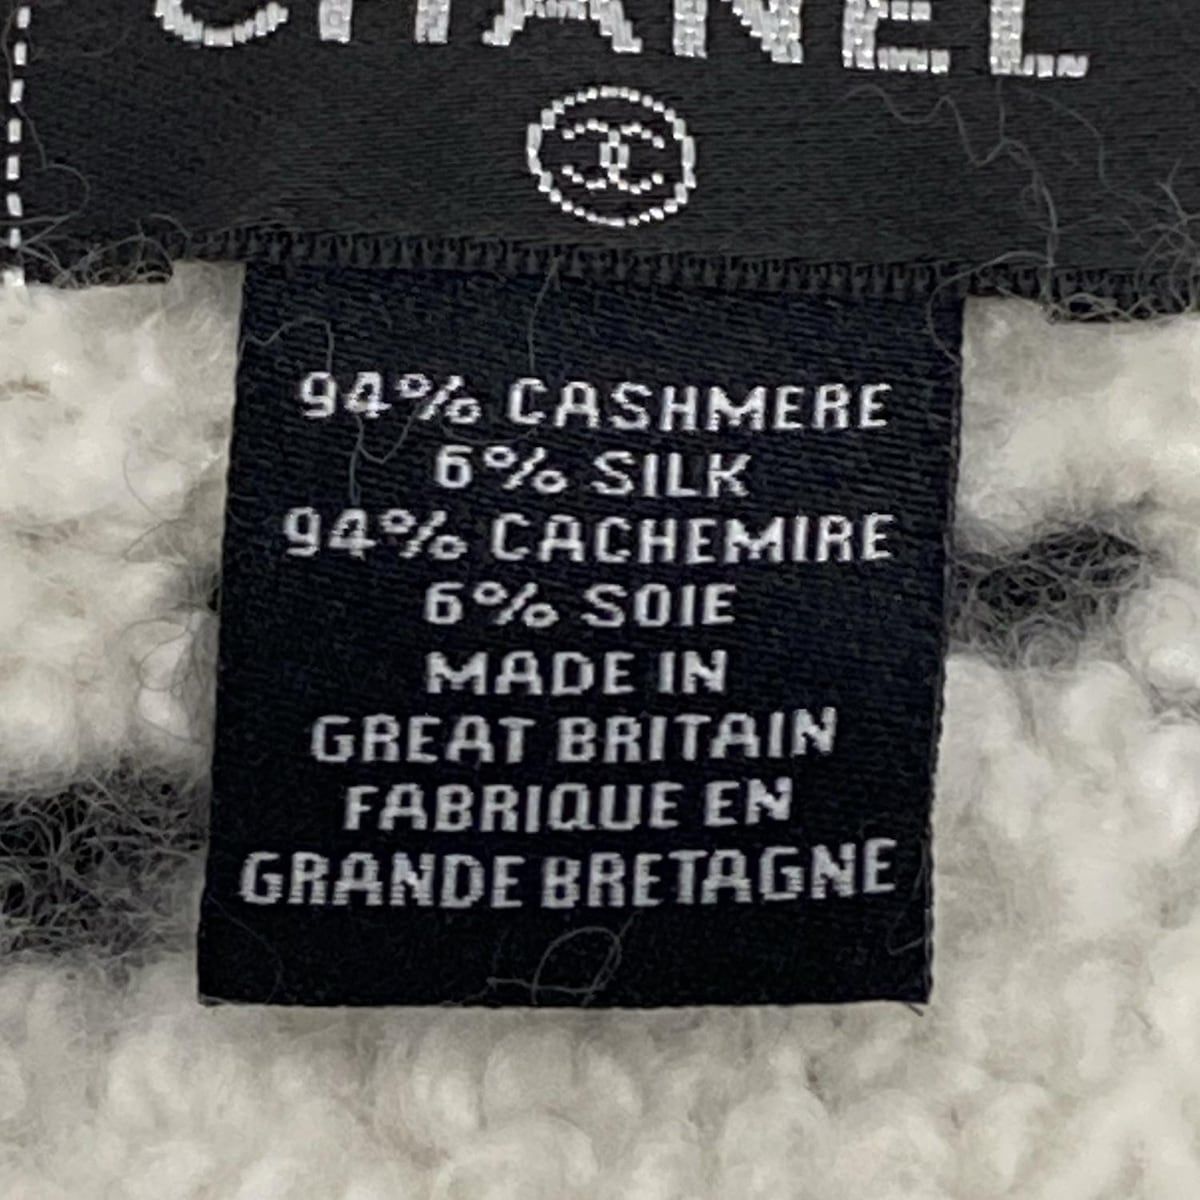 CHANEL
94% CASHMERE
6% SILK
94% CACHEMIRE
6% SOIE
MADE IN
GREAT BRITAIN
FABRIQUE EN
GRANDE BRETAGNE